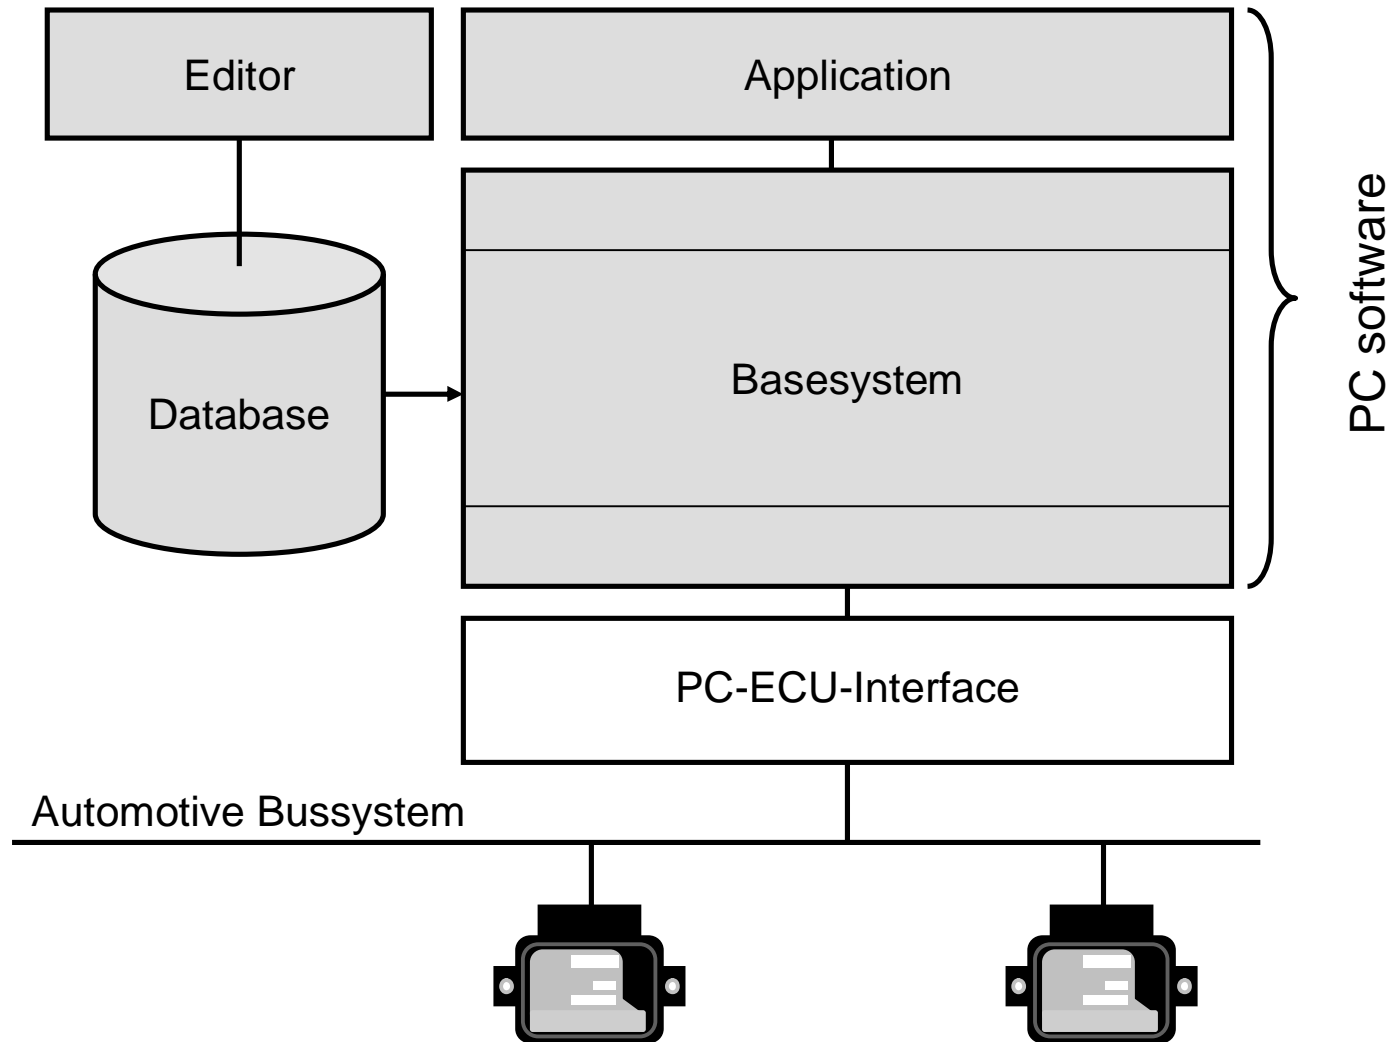 Editor
Application
PC software
Basesystem
Database
PC-ECU-Interface
Automotive Bussystem